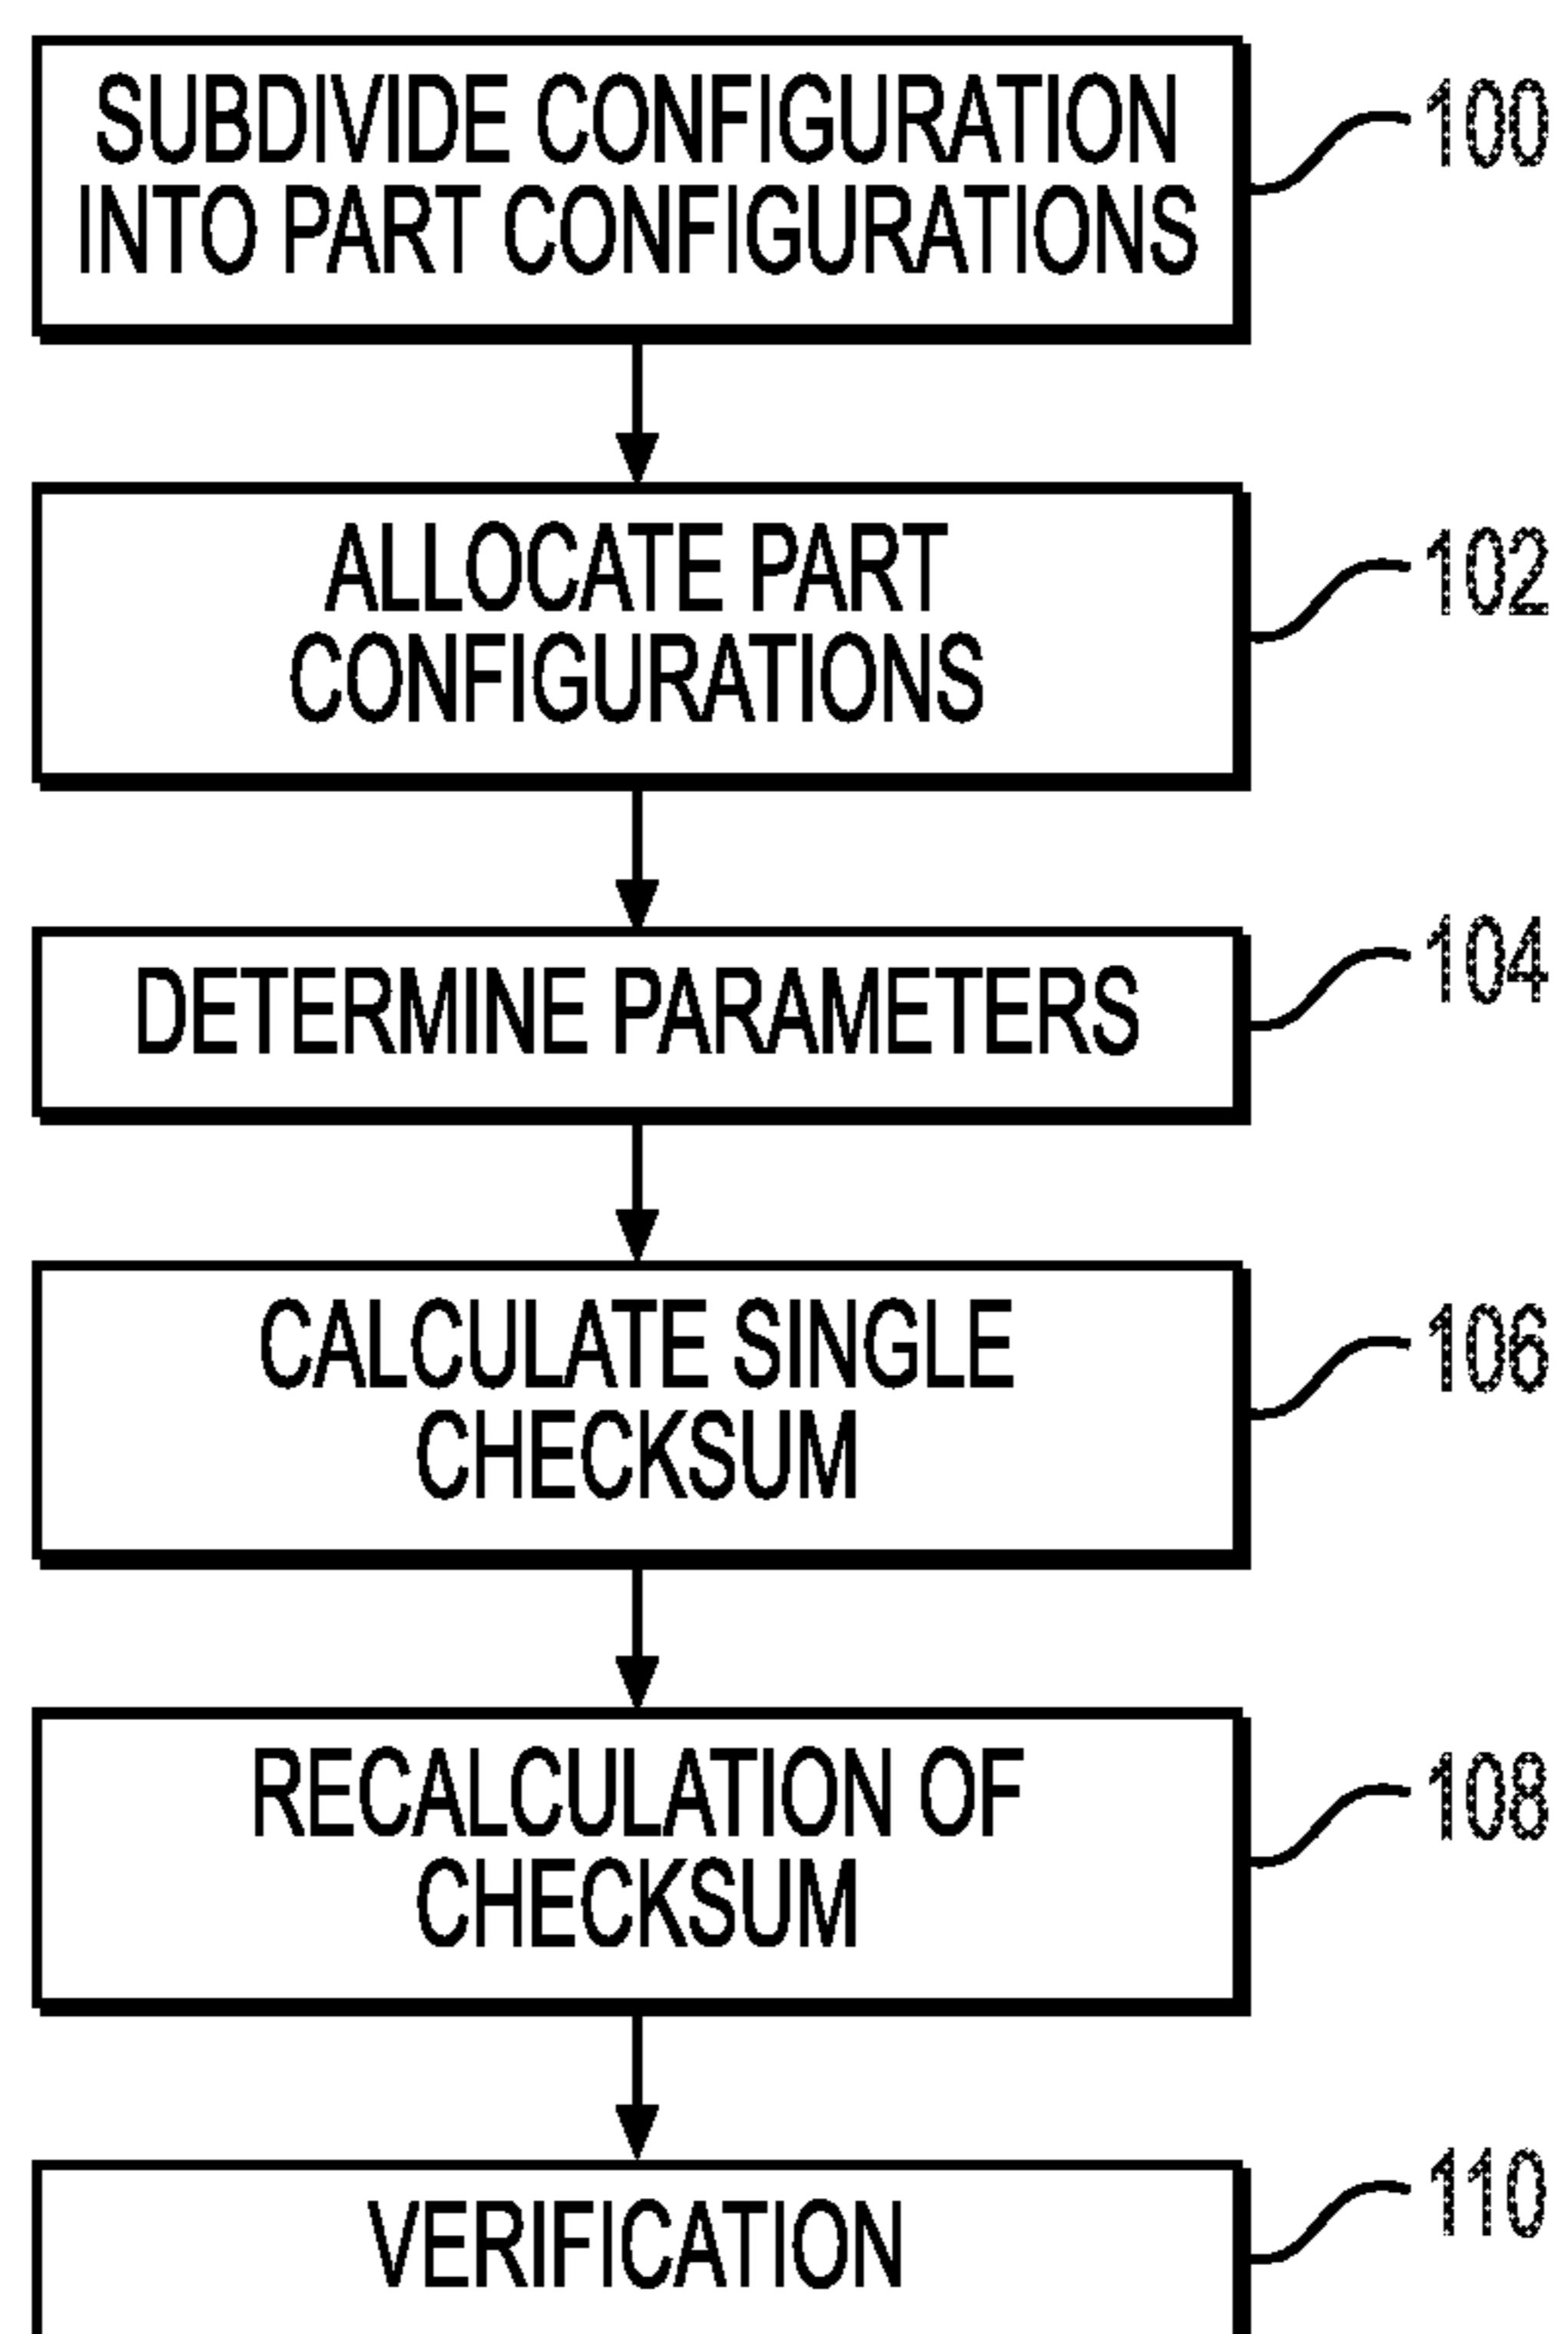 SUBDIVIDE CONFIGURATION
INTO PART CONFIGURATIONS
100
ALLOCATE PART
CONFIGURATIONS
102
DETERMINE PARAMETERS
104
CALCULATE SINGLE
CHECKSUM
106
RECALCULATION OF
CHECKSUM
108
VERIFICATION
110